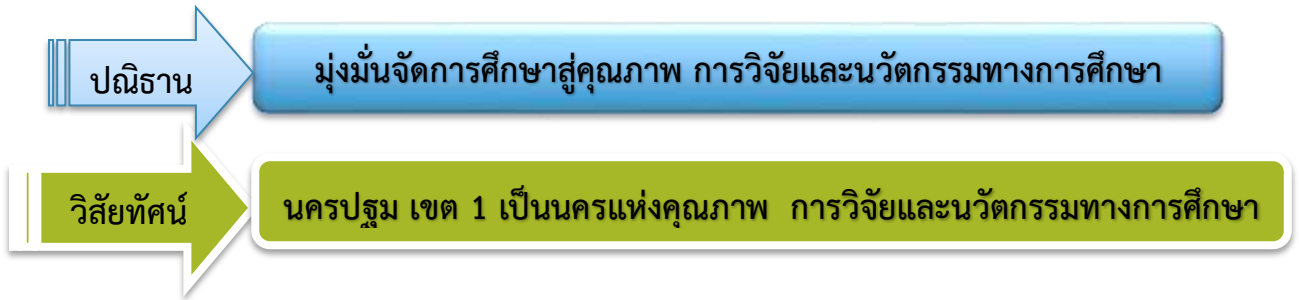 ปณิธาน มุ่งมั่นจัดการศึกษาสู่คุณภาพ การวิจัยและนวัตกรรมทางการศึกษา
วิสัยทัศน์ นครปฐม เขต 1 เป็นนครแห่งคุณภาพ การวิจัยและนวัตกรรมทางการศึกษา